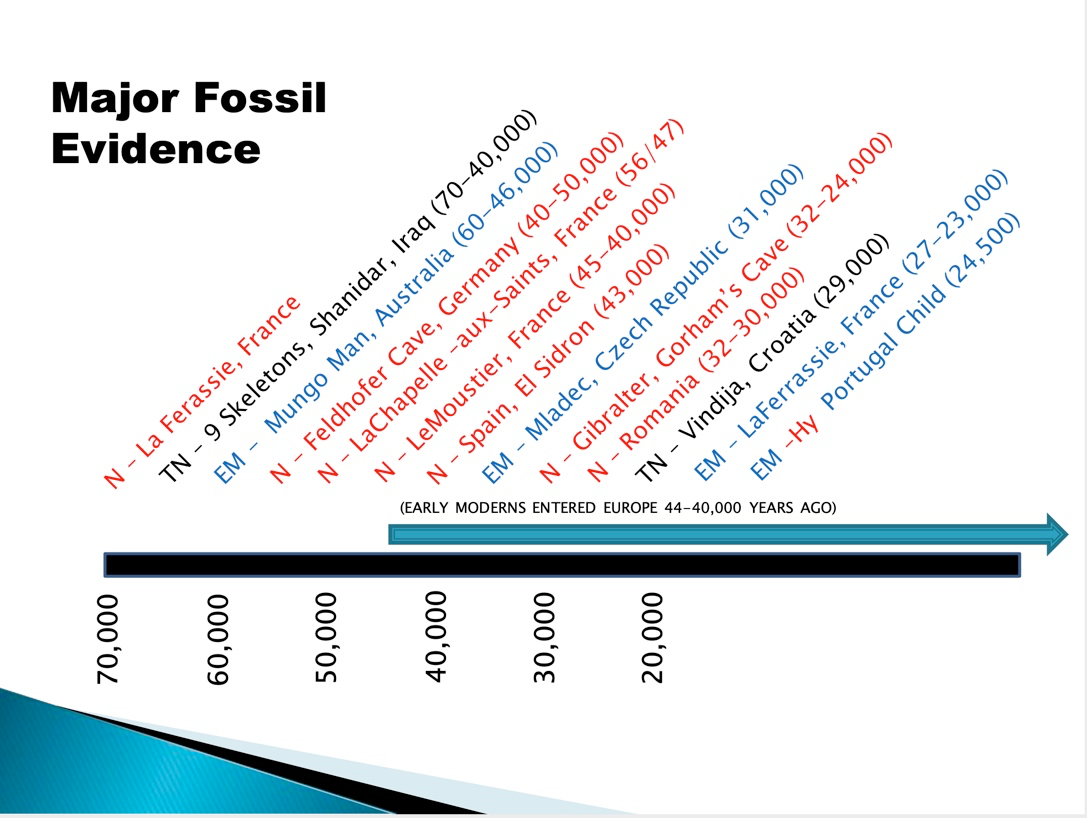 Major Fossil
Evidence
N – La Ferassie, France
TN – 9 Skeletons, Shanidar, Iraq (70-40,000)
EM – Mungo Man, Australia (60-46,000)
N – Feldhofer Cave, Germany (40-50,000)
N – LaChapelle -aux-Saints, France (56/47)
N – LeMoustier, France (45-40,000)
N – Spain, El Sidron (43,000)
EM – Mladec, Czech Republic (31,000)
N – Gibralter, Gorham's Cave (32-24,000)
N – Romania (32-30,000)
TN – Vindija, Croatia (29,000)
EM – LaFerrassie, France (27-23,000)
EM -Hy Portugal Child (24,500)
(EARLY MODERNS ENTERED EUROPE 44-40,000 YEARS AGO)
70,000
60,000
50,000
40,000
30,000
20,000